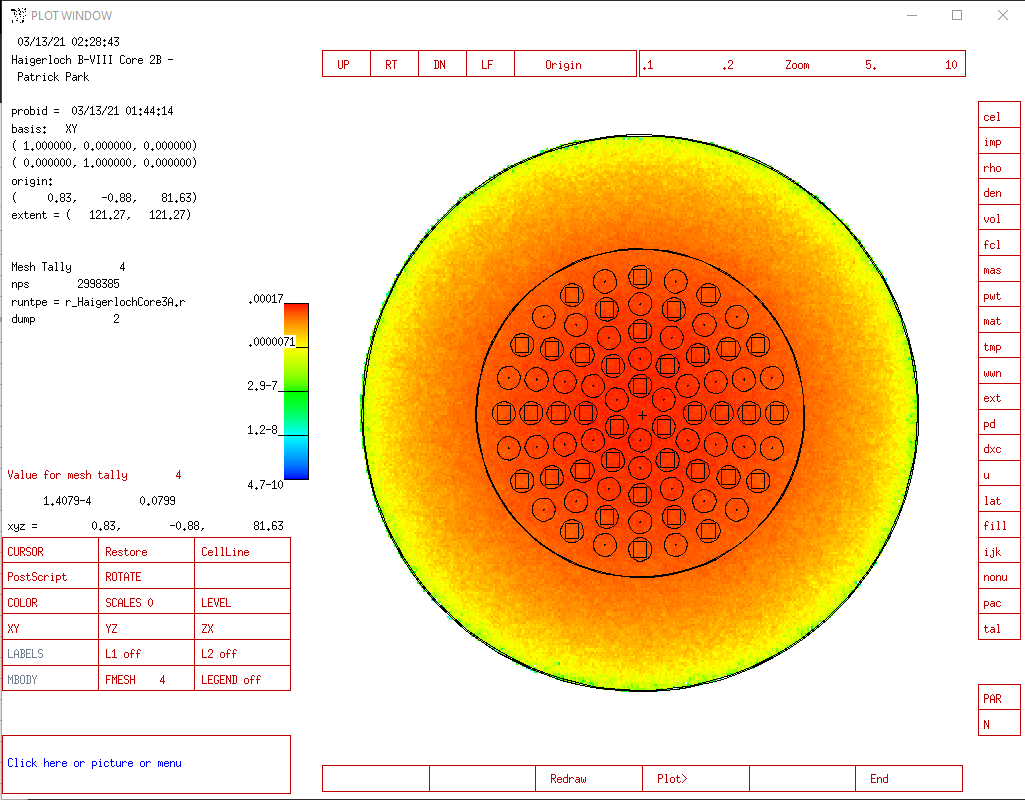 PLOT WINDOW
03/13/21 02:28:43
Haigerloch B-VIII Core 2B -
Patrick Park
probid = 03/13/21 01:44:14
basis: XY
( 1.000000, 0.000000, 0.000000)
( 0.000000, 1.000000, 0.000000)
origin:
( 0.83, -0.88, 81.63)
extent = ( 121.27, 121.27)
Mesh Tally 4
nps 2998385
runtpe = r_HaigerlochCore3A.r
dump 2
.00017
.0000071
2.9-7
1.2-8
4.7-10
Value for mesh tally 4
1.4079-4 0.0799
xyz = 0.83, -0.88, 81.63
CURSOR Restore CellLine
PostScript ROTATE
COLOR SCALES 0 LEVEL
XY YZ ZX
LABELS L1 off L2 off
MBODY FMESH 4 LEGEND off
Click here or picture or menu
UP RT DN LF Origin .1 .2 Zoom 5. 10
cel
imp
rho
den
vol
fcl
mas
pwt
mat
tmp
wwn
ext
pd
dxc
u
lat
fill
ijk
nonu
pac
tal
PAR
N
Redraw Plot> End